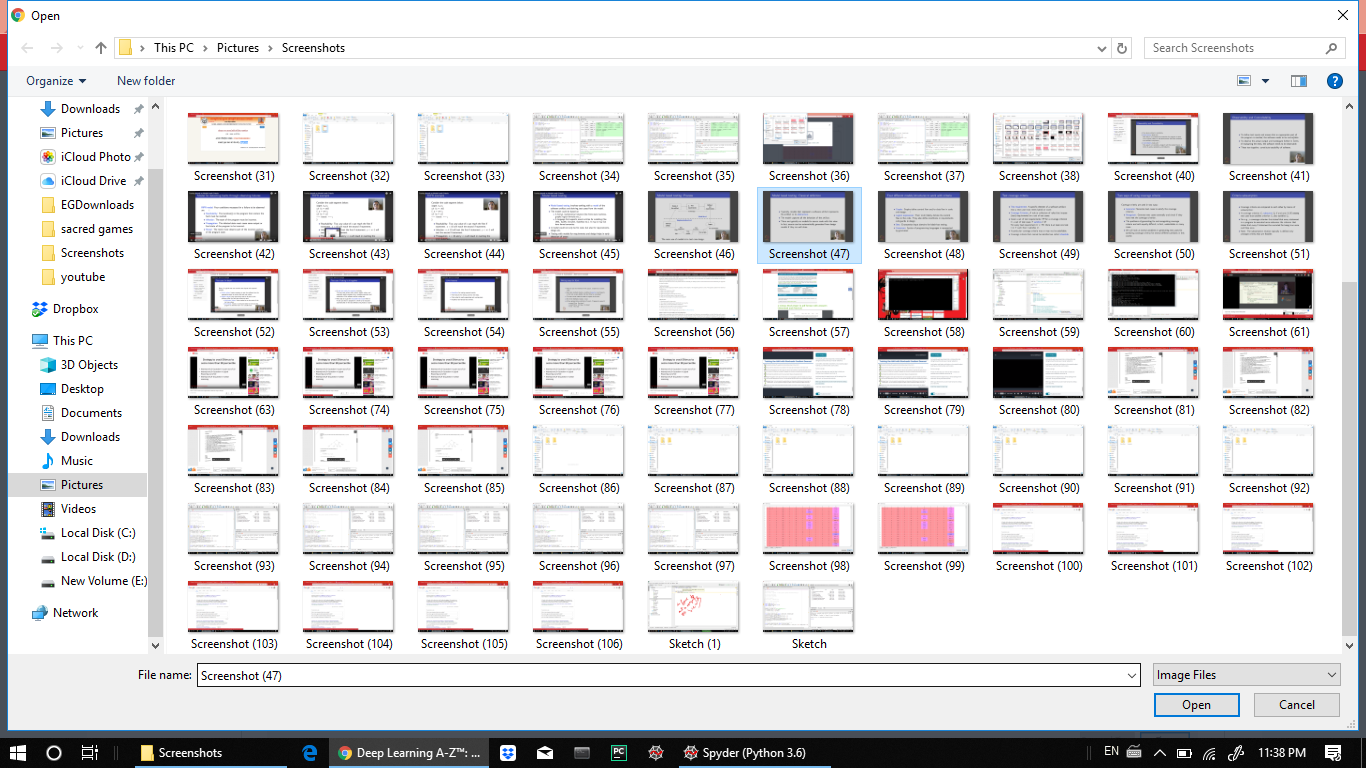 Open
This PC
Pictures
Screenshots
Search Screenshots
Organize
New folder
Downloads
Pictures
iCloud Photo
iCloud Drive
EGDownloads
sacred games
Screenshots
youtube
Dropbox
This PC
3D Objects
Desktop
Documents
Downloads
Music
Pictures
Videos
Local Disk (C:)
Local Disk (D:)
New Volume (E:)
Network
Screenshot (31) Screenshot (32) Screenshot (33) Screenshot (34) Screenshot (35) Screenshot (36) Screenshot (37) Screenshot (38) Screenshot (40) Screenshot (41)
Screenshot (42) Screenshot (43) Screenshot (44) Screenshot (45) Screenshot (46) Screenshot (47) Screenshot (48) Screenshot (49) Screenshot (50) Screenshot (51)
Screenshot (52) Screenshot (53) Screenshot (54) Screenshot (55) Screenshot (56) Screenshot (57) Screenshot (58) Screenshot (59) Screenshot (60) Screenshot (61)
Screenshot (63) Screenshot (74) Screenshot (75) Screenshot (76) Screenshot (77) Screenshot (78) Screenshot (79) Screenshot (80) Screenshot (81) Screenshot (82)
Screenshot (83) Screenshot (84) Screenshot (85) Screenshot (86) Screenshot (87) Screenshot (88) Screenshot (89) Screenshot (90) Screenshot (91) Screenshot (92)
Screenshot (93) Screenshot (94) Screenshot (95) Screenshot (96) Screenshot (97) Screenshot (98) Screenshot (99) Screenshot (100) Screenshot (101) Screenshot (102)
Screenshot (103) Screenshot (104) Screenshot (105) Screenshot (106) Sketch (1) Sketch
File name: Screenshot (47)
Image Files
Open
Cancel
Screenshots
Deep Learning A-Z™: ...
PC
Spyder (Python 3.6)
EN
11:38 PM